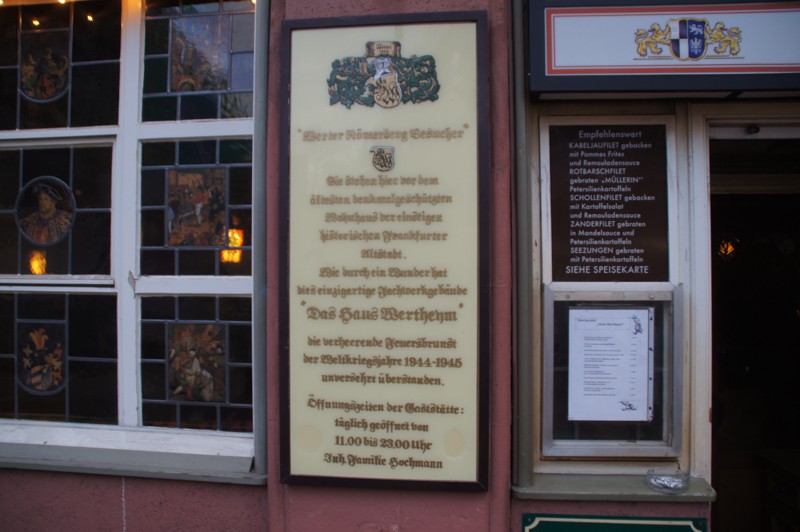 "Werter Römerberg Besucher"
Sie stehen hier vor dem
ältesten denkmalgeschützten
Wohnhaus der einstigen
historischen Frankfurter
Altstadt.
Wie durch ein Wunder hat
dies einzigartige Fachwerkgebäude
"Das Haus Wertheym"
die verheerende Feuersbrunst
der Weltkriegsjahre 1944-1945
unversehrt überstanden.
Öffnungszeiten der Gaststätte:
täglich geöffnet von
11.00 bis 23.00 Uhr
Inh. Familie Hochmann
Empfehlenswert
KABELJAUFILET gebacken
mit Pommes Frites
und Remouladensauce
ROTBARSCHFILET
gebraten „MÜLLERIN"
Petersilienkartoffeln
SCHOLLENFILET gebacken
mit Kartoffelsalat
und Remouladensauce
ZANDERFILET gebraten
in Mandelsauce und
Petersilienkartoffeln
SEEZUNGEN gebraten
mit Petersilienkartoffeln
SIEHE SPEISEKARTE